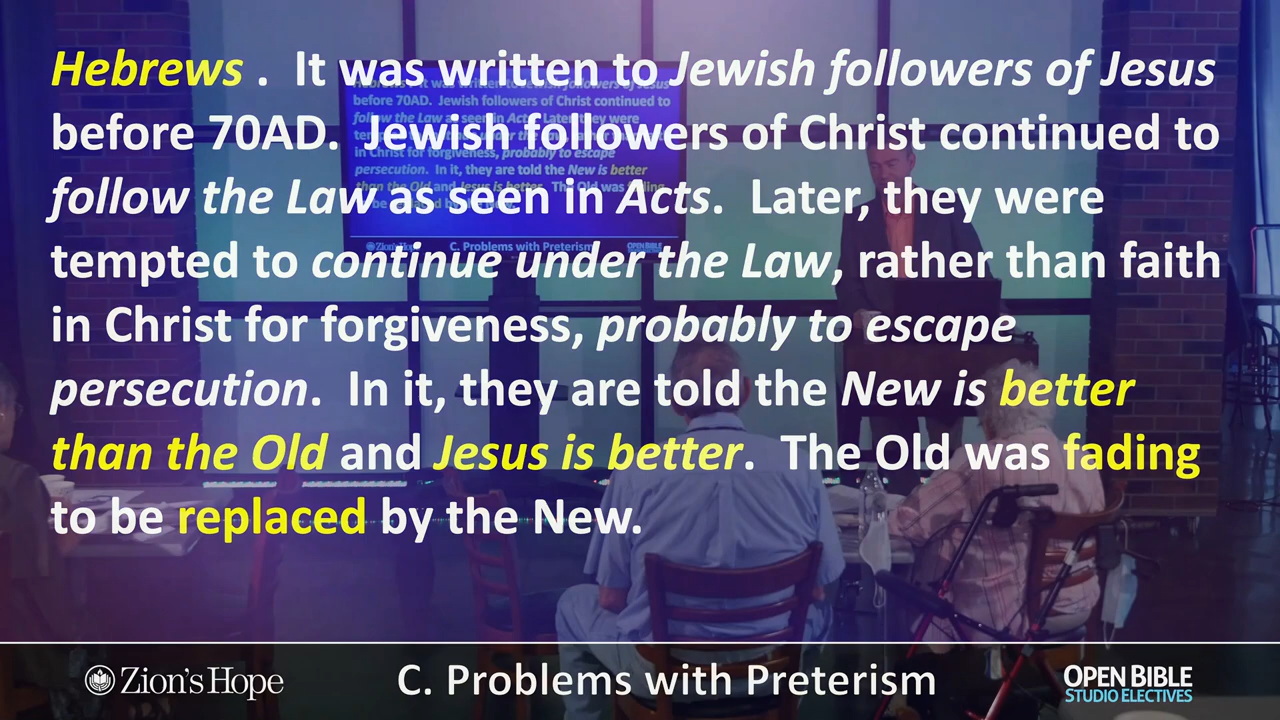 Hebrews .  It was written to Jewish followers of Jesus
before 70AD.  Jewish followers of Christ continued to
follow the Law as seen in Acts.  Later, they were
tempted to continue under the Law, rather than faith
in Christ for forgiveness, probably to escape
persecution.  In it, they are told the New is better
than the Old and Jesus is better.  The Old was fading
to be replaced by the New.
Zion's Hope
C. Problems with Preterism
OPEN BIBLE
STUDIO ELECTIVES